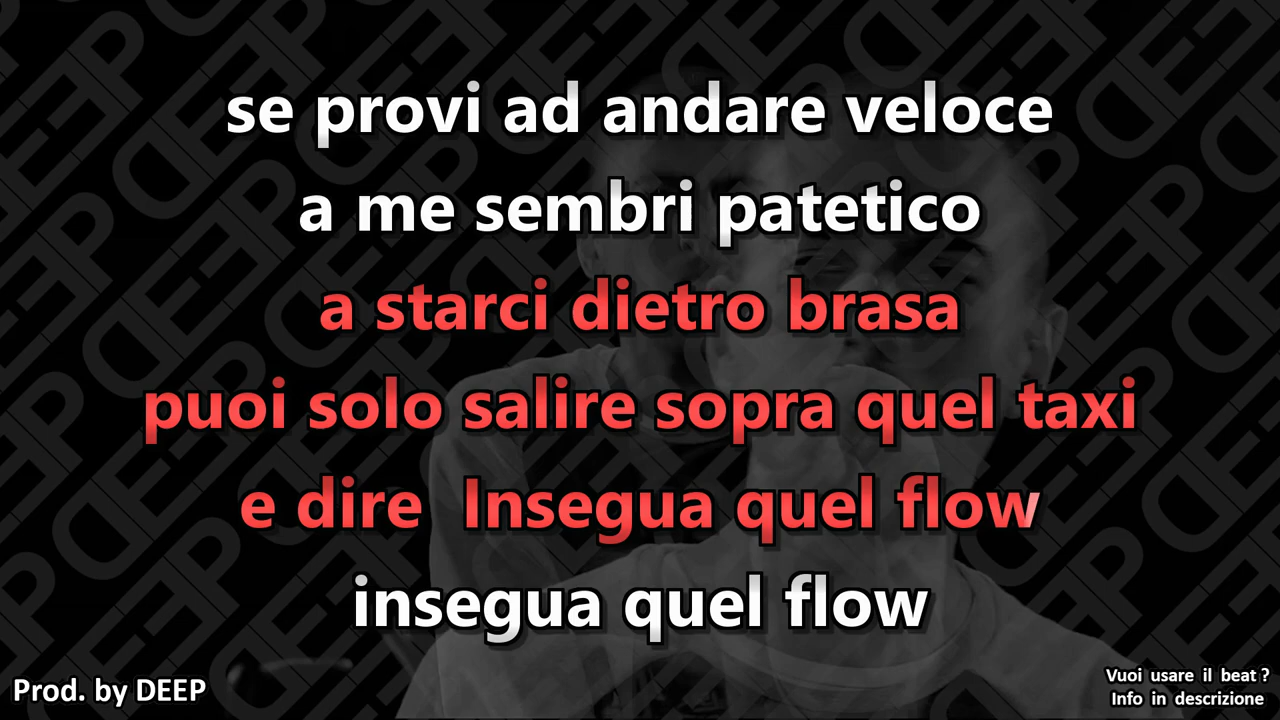 se provi ad andare veloce
a me sembri patetico
a starci dietro brasa
puoi solo salire sopra quel taxi
e dire  Insegua quel flow
insegua quel flow
Prod. by DEEP
Vuoi usare il beat ?
Info in descrizione